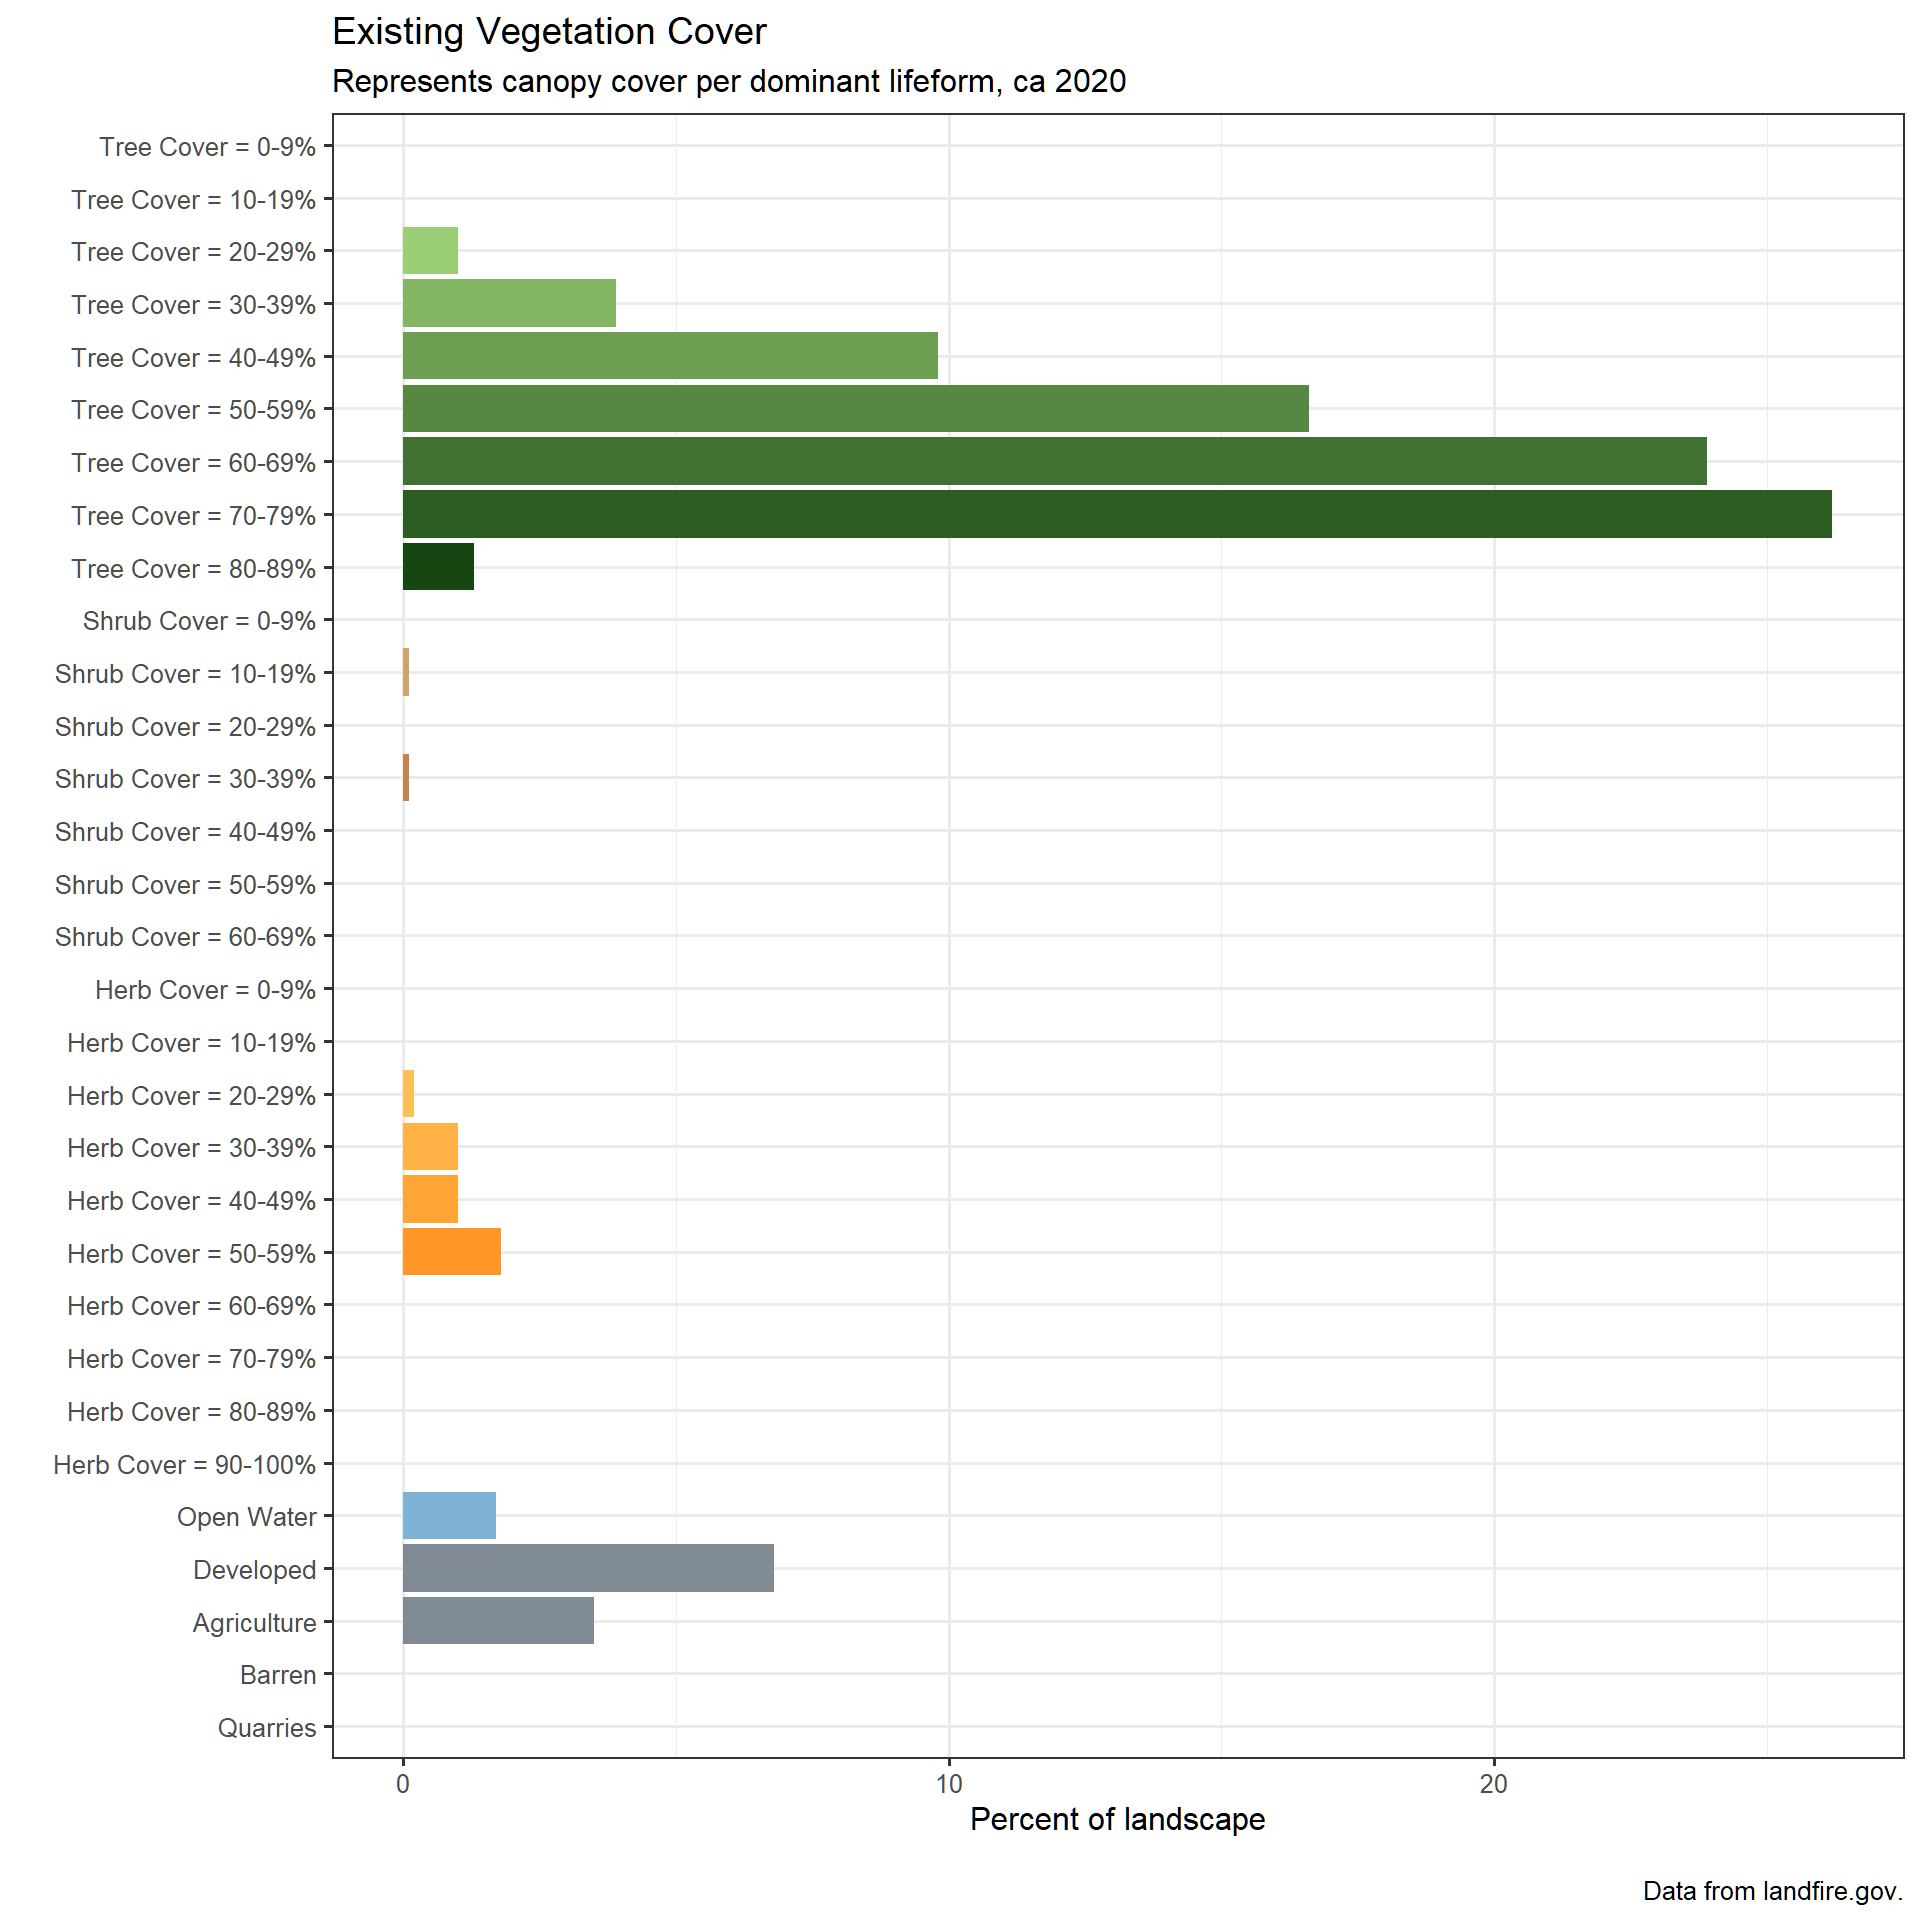 Existing Vegetation Cover
Represents canopy cover per dominant lifeform, ca 2020
Tree Cover = 0-9%
Tree Cover = 10-19%
Tree Cover = 20-29%
Tree Cover = 30-39%
Tree Cover = 40-49%
Tree Cover = 50-59%
Tree Cover = 60-69%
Tree Cover = 70-79%
Tree Cover = 80-89%
Shrub Cover = 0-9%
Shrub Cover = 10-19%
Shrub Cover = 20-29%
Shrub Cover = 30-39%
Shrub Cover = 40-49%
Shrub Cover = 50-59%
Shrub Cover = 60-69%
Herb Cover = 0-9%
Herb Cover = 10-19%
Herb Cover = 20-29%
Herb Cover = 30-39%
Herb Cover = 40-49%
Herb Cover = 50-59%
Herb Cover = 60-69%
Herb Cover = 70-79%
Herb Cover = 80-89%
Herb Cover = 90-100%
Open Water
Developed
Agriculture
Barren
Quarries
0 10 20
Percent of landscape
Data from landfire.gov.